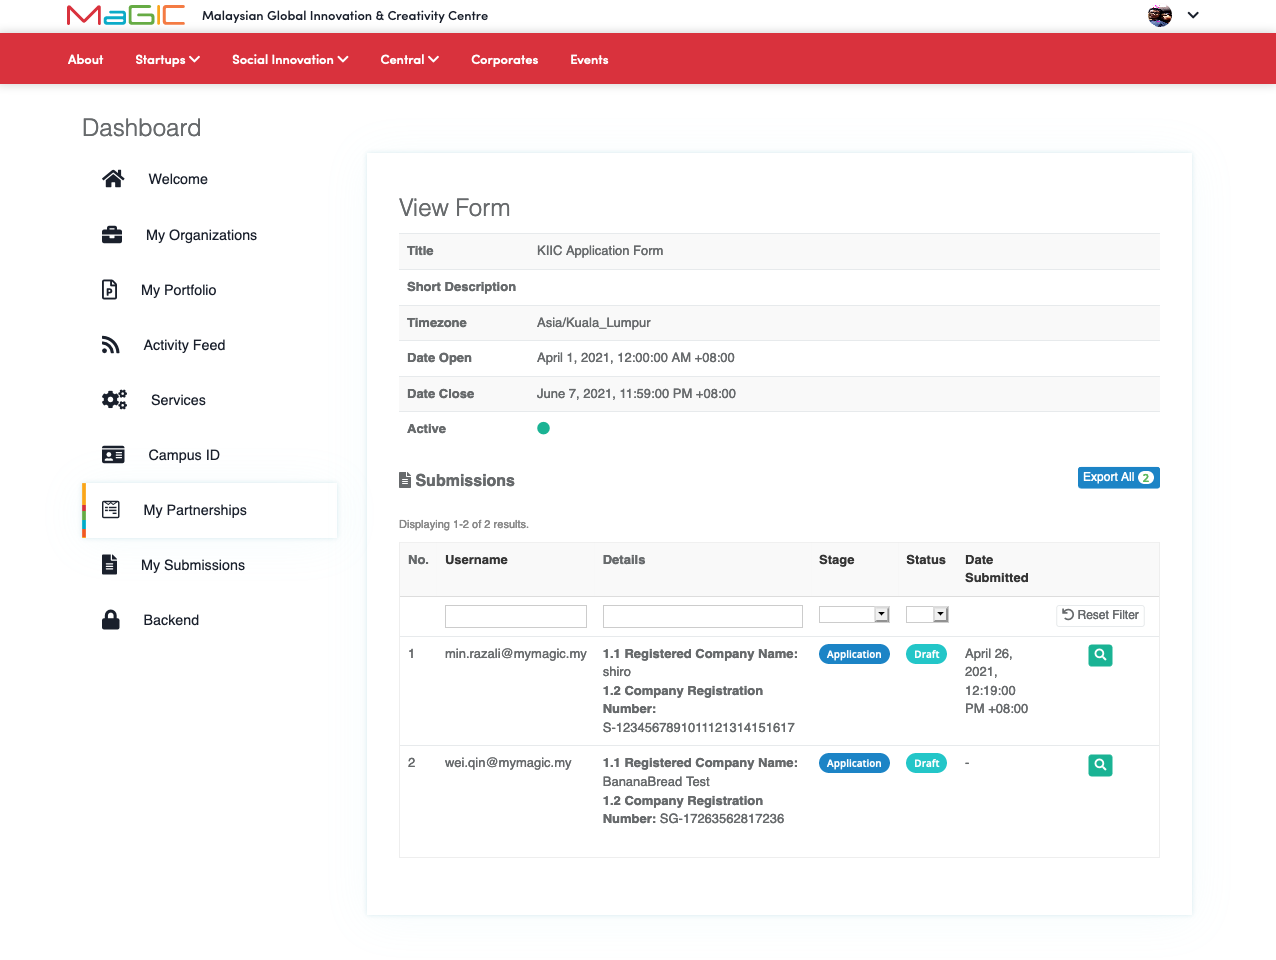 MaGIC Malaysian Global Innovation & Creativity Centre
About Startups Social Innovation Central Corporates Events
Dashboard
Welcome
My Organizations
My Portfolio
Activity Feed
Services
Campus ID
My Partnerships
My Submissions
Backend
View Form
Title KIIC Application Form
Short Description
Timezone Asia/Kuala_Lumpur
Date Open April 1, 2021, 12:00:00 AM +08:00
Date Close June 7, 2021, 11:59:00 PM +08:00
Active
Submissions Export All 2
Displaying 1-2 of 2 results.
No. Username Details Stage Status Date
Submitted
Reset Filter
1 min.razali@mymagic.my 1.1 Registered Company Name: Application Draft April 26,
shiro 2021,
1.2 Company Registration 12:19:00
Number: PM +08:00
S-1234567891011121314151617
2 wei.qin@mymagic.my 1.1 Registered Company Name: Application Draft -
BananaBread Test
1.2 Company Registration
Number: SG-17263562817236